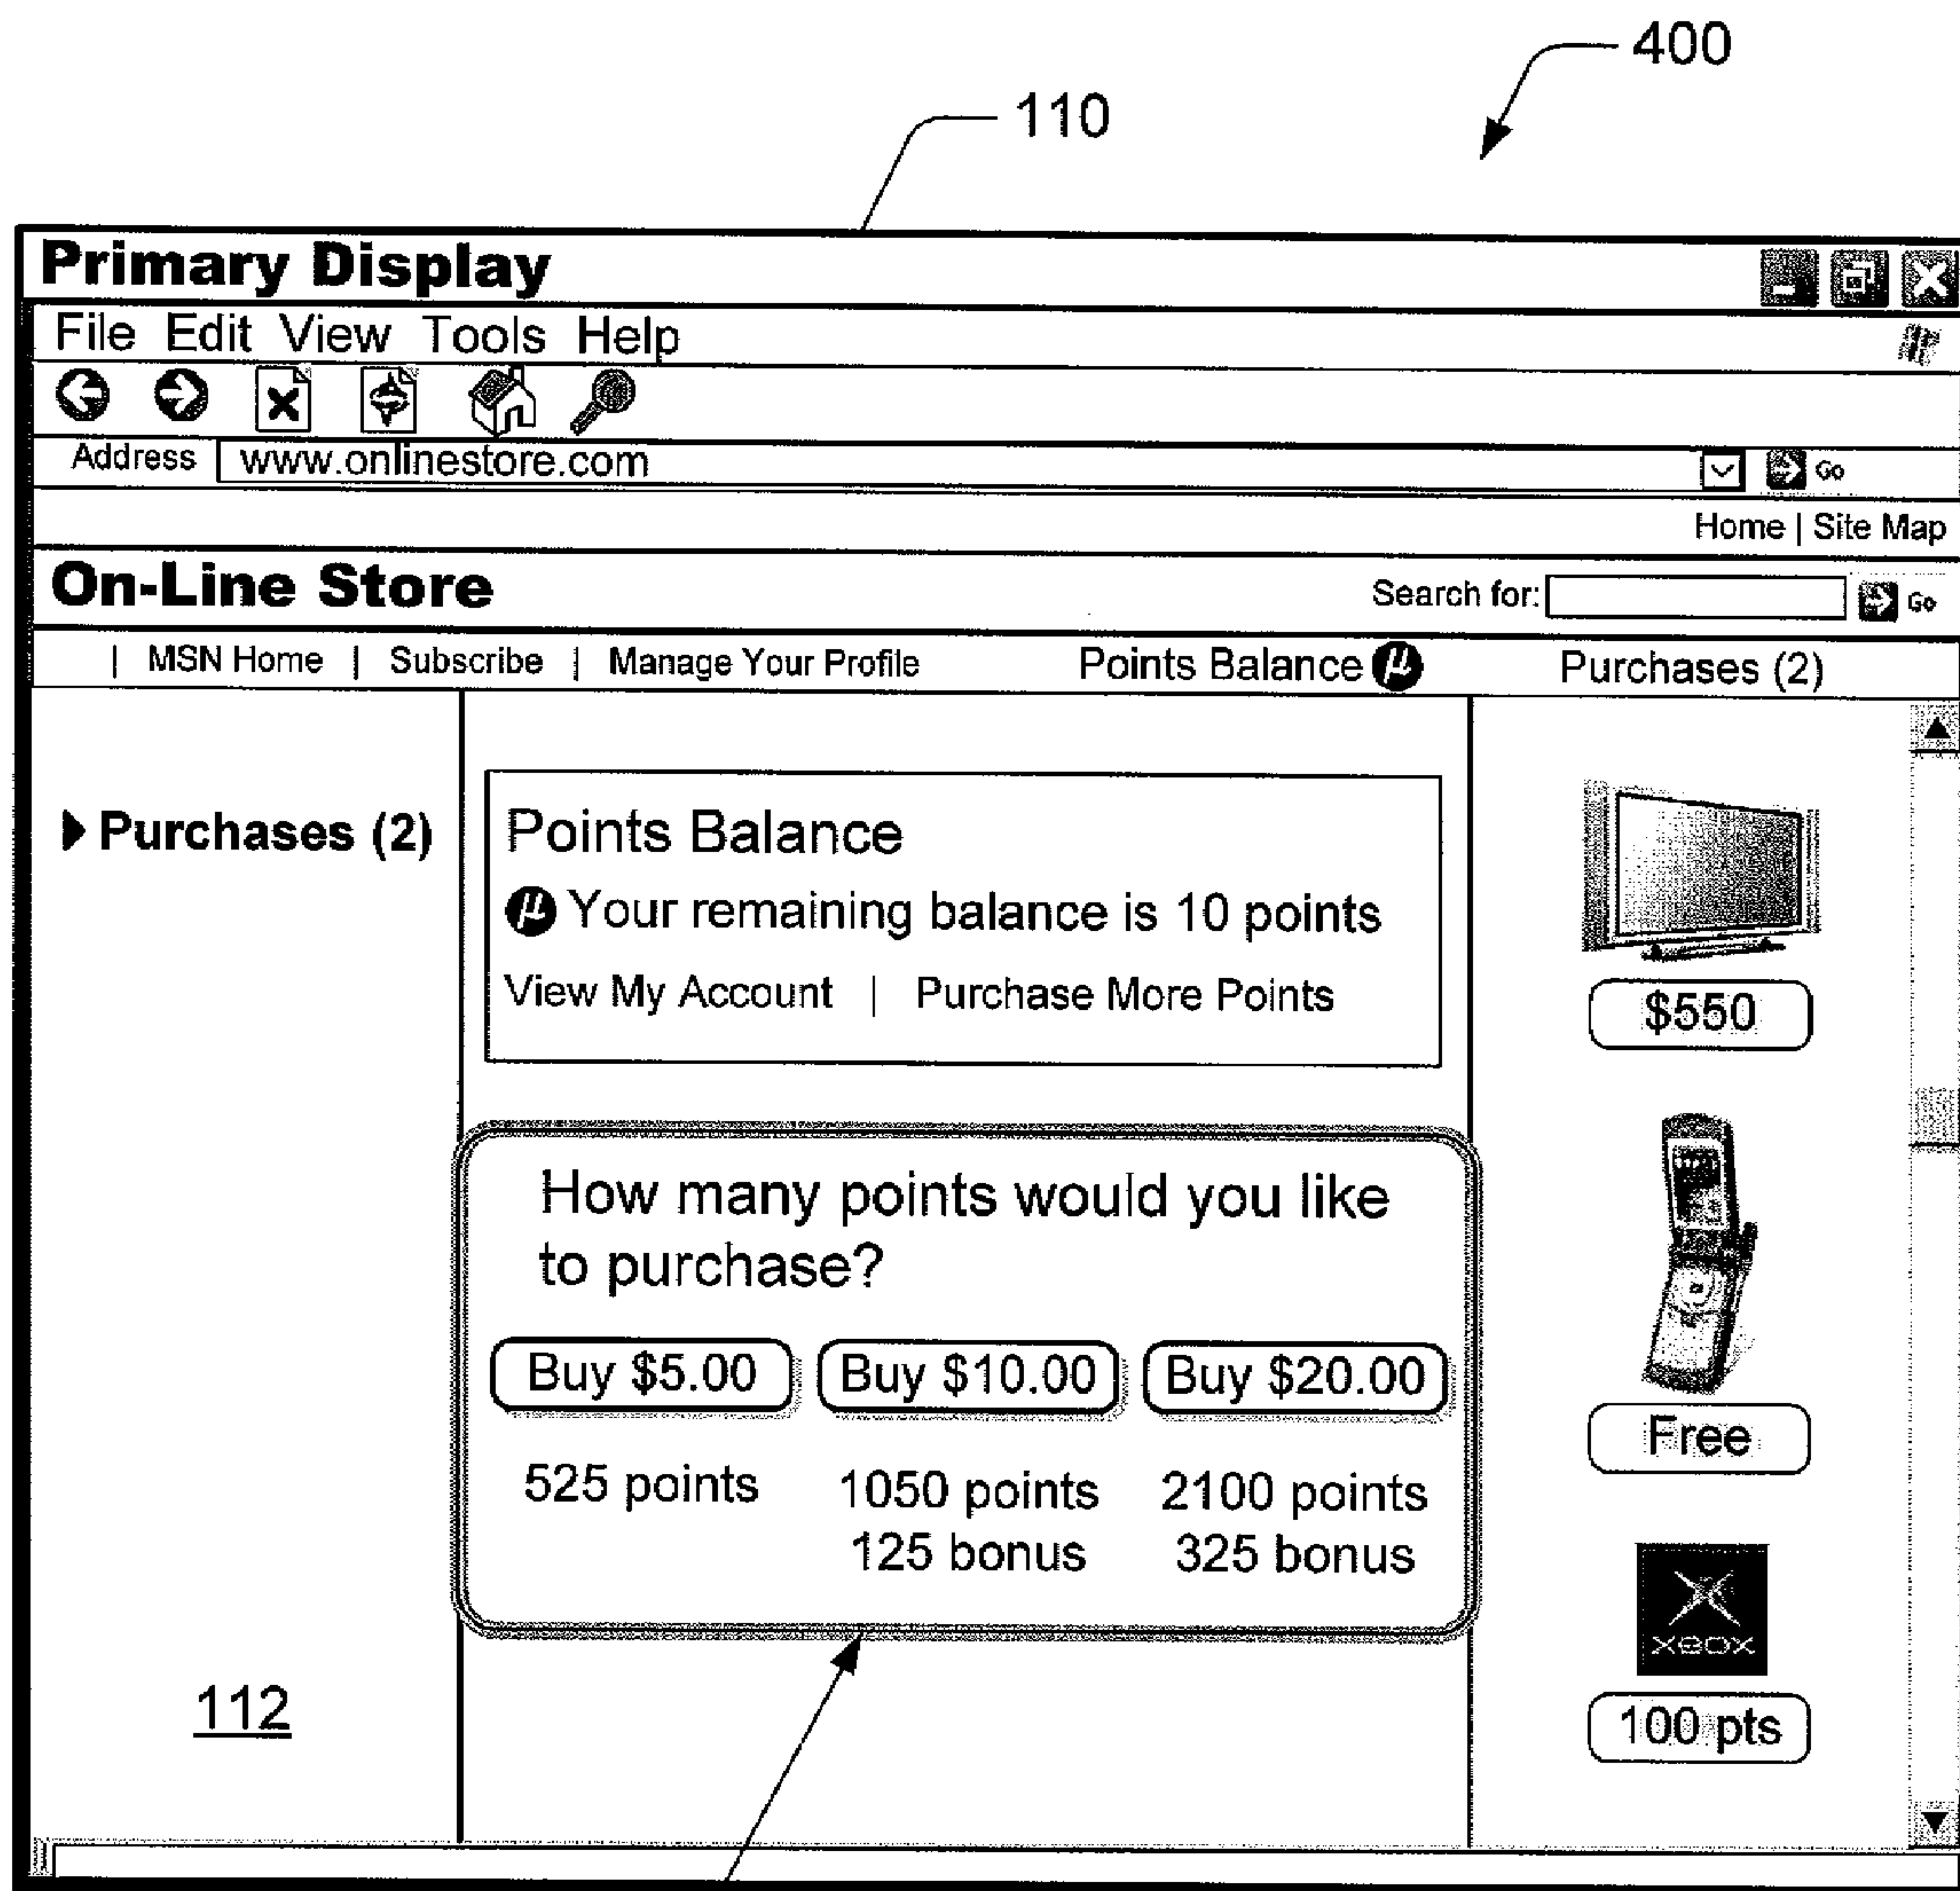 400
110
Primary Display
File Edit View Tools Help
Address www.onlinestore.com Go
Home | Site Map
On-Line Store Search for: Go
| MSN Home | Subscribe | Manage Your Profile Points Balance μ Purchases (2)
Purchases (2)
Points Balance
μ Your remaining balance is 10 points
View My Account | Purchase More Points
How many points would you like
to purchase?
Buy $5.00 Buy $10.00 Buy $20.00
525 points 1050 points 2100 points
125 bonus 325 bonus
112
$550
Free
XBOX
100 pts